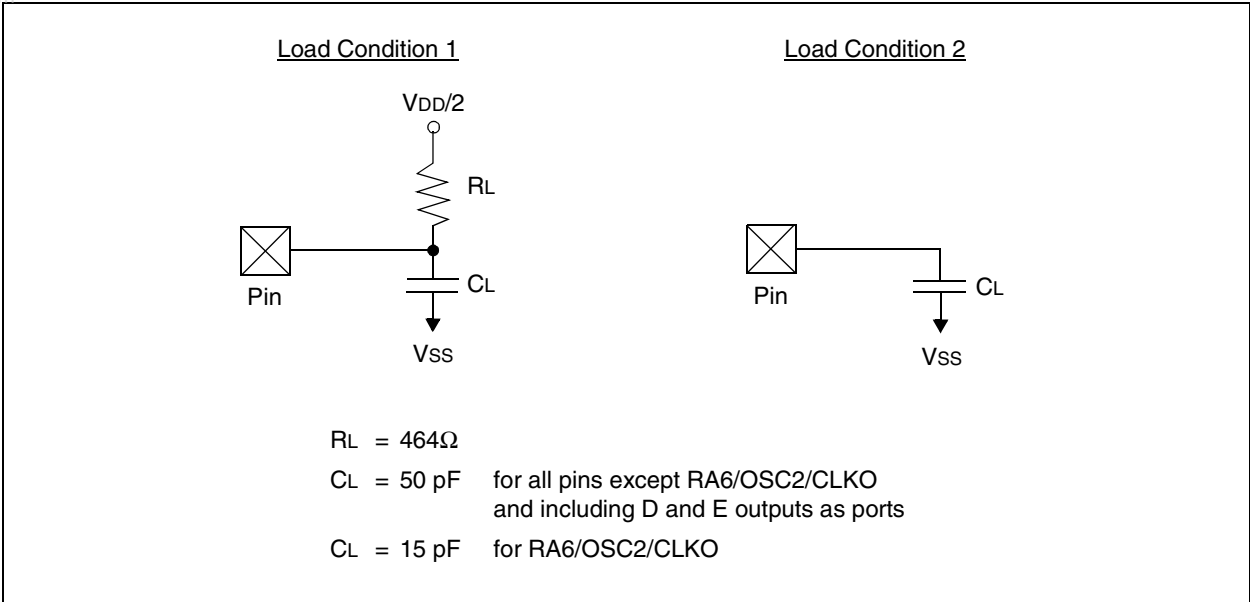 Load Condition 1
Load Condition 2
VDD/2
RL
Pin
CL
VSS
Pin
CL
VSS
RL = 464Ω
CL = 50 pF for all pins except RA6/OSC2/CLKO
and including D and E outputs as ports
CL = 15 pF for RA6/OSC2/CLKO